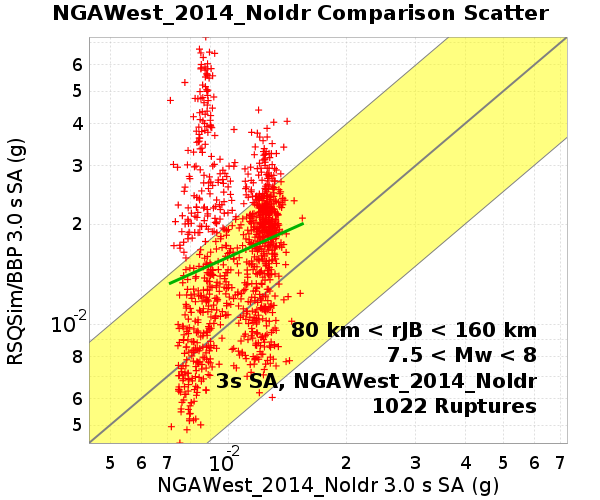 NGAWest_2014_NoIdr Comparison Scatter
RSQSim/BBP 3.0 s SA (g)
6
5
4
3
2
10^-2
8
6
5
80 km < rJB < 160 km
7.5 < Mw < 8
3s SA, NGAWest_2014_NoIdr
1022 Ruptures
5 6 7 10^-2 2 3 4 5 6 7
NGAWest_2014_NoIdr 3.0 s SA (g)